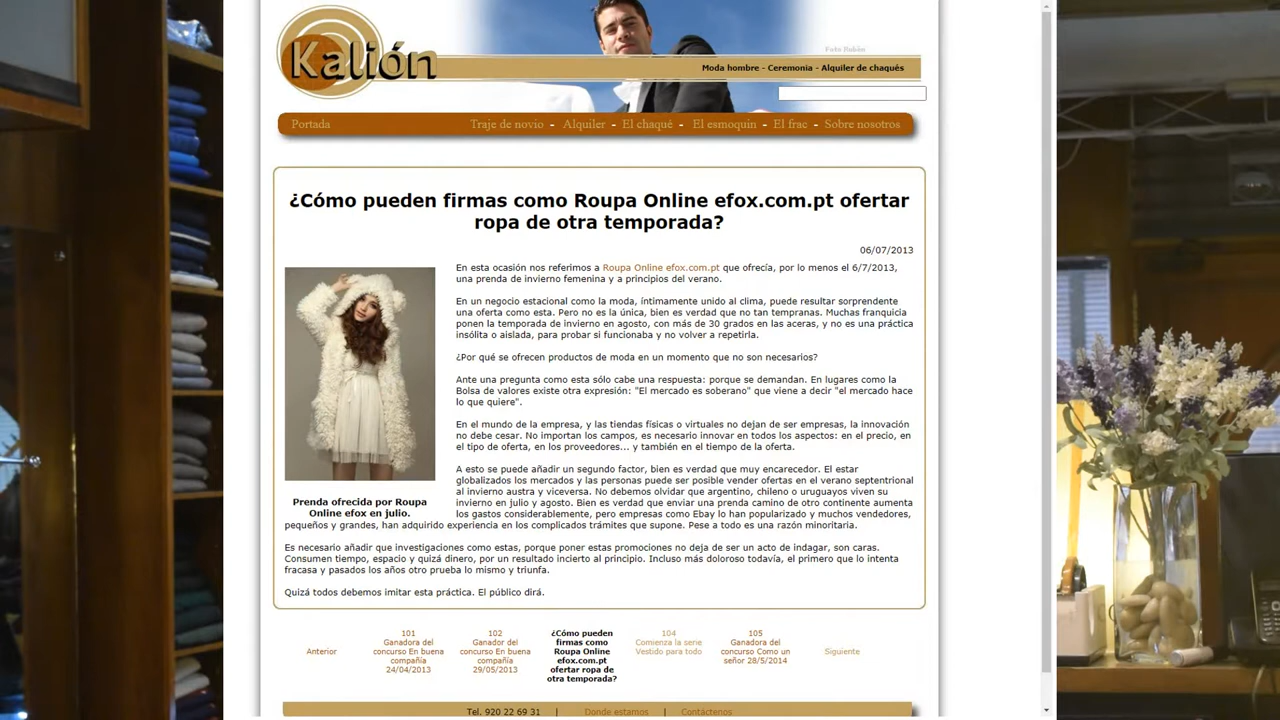 Kalión
Foto Rubén
Moda hombre - Ceremonia - Alquiler de chaqués
Portada
Traje de novio - Alquiler - El chaqué - El esmoquin - El frac - Sobre nosotros
¿Cómo pueden firmas como Roupa Online efox.com.pt ofertar
ropa de otra temporada?
06/07/2013
En esta ocasión nos referimos a Roupa Online efox.com.pt que ofrecía, por lo menos el 6/7/2013,
una prenda de invierno femenina y a principios del verano.
En un negocio estacional como la moda, íntimamente unido al clima, puede resultar sorprendente
una oferta como esta. Pero no es la única, bien es verdad que no tan tempranas. Muchas franquicia
ponen la temporada de invierno en agosto, con más de 30 grados en las aceras, y no es una práctica
insólita o aislada, para probar si funcionaba y no volver a repetirla.
¿Por qué se ofrecen productos de moda en un momento que no son necesarios?
Ante una pregunta como esta sólo cabe una respuesta: porque se demandan. En lugares como la
Bolsa de valores existe otra expresión: "El mercado es soberano" que viene a decir "el mercado hace
lo que quiere".
En el mundo de la empresa, y las tiendas físicas o virtuales no dejan de ser empresas, la innovación
no debe cesar. No importan los campos, es necesario innovar en todos los aspectos: en el precio, en
el tipo de oferta, en los proveedores... y también en el tiempo de la oferta.
A esto se puede añadir un segundo factor, bien es verdad que muy encarecedor. El estar
globalizados los mercados y las personas puede ser posible vender ofertas en el verano septentrional
al invierno austra y viceversa. No debemos olvidar que argentino, chileno o uruguayos viven su
invierno en julio y agosto. Bien es verdad que enviar una prenda camino de otro continente aumenta
los gastos considerablemente, pero empresas como Ebay lo han popularizado y muchos vendedores,
pequeños y grandes, han adquirido experiencia en los complicados trámites que supone. Pese a todo es una razón minoritaria.
Prenda ofrecida por Roupa
Online efox en julio.
Es necesario añadir que investigaciones como estas, porque poner estas promociones no deja de ser un acto de indagar, son caras.
Consumen tiempo, espacio y quizá dinero, por un resultado incierto al principio. Incluso más doloroso todavía, el primero que lo intenta
fracasa y pasados los años otro prueba lo mismo y triunfa.
Quizá todos debemos imitar esta práctica. El público dirá.
Anterior
101
Ganadora del
concurso En buena
compañía
24/04/2013
102
Ganador del
concurso En buena
compañía
29/05/2013
¿Cómo pueden
firmas como
Roupa Online
efox.com.pt
ofertar ropa de
otra temporada?
104
Comienza la serie
Vestido para todo
105
Ganadora del
concurso Como un
señor 28/5/2014
Siguiente
Tel. 920 22 69 31 | Donde estamos | Contáctenos